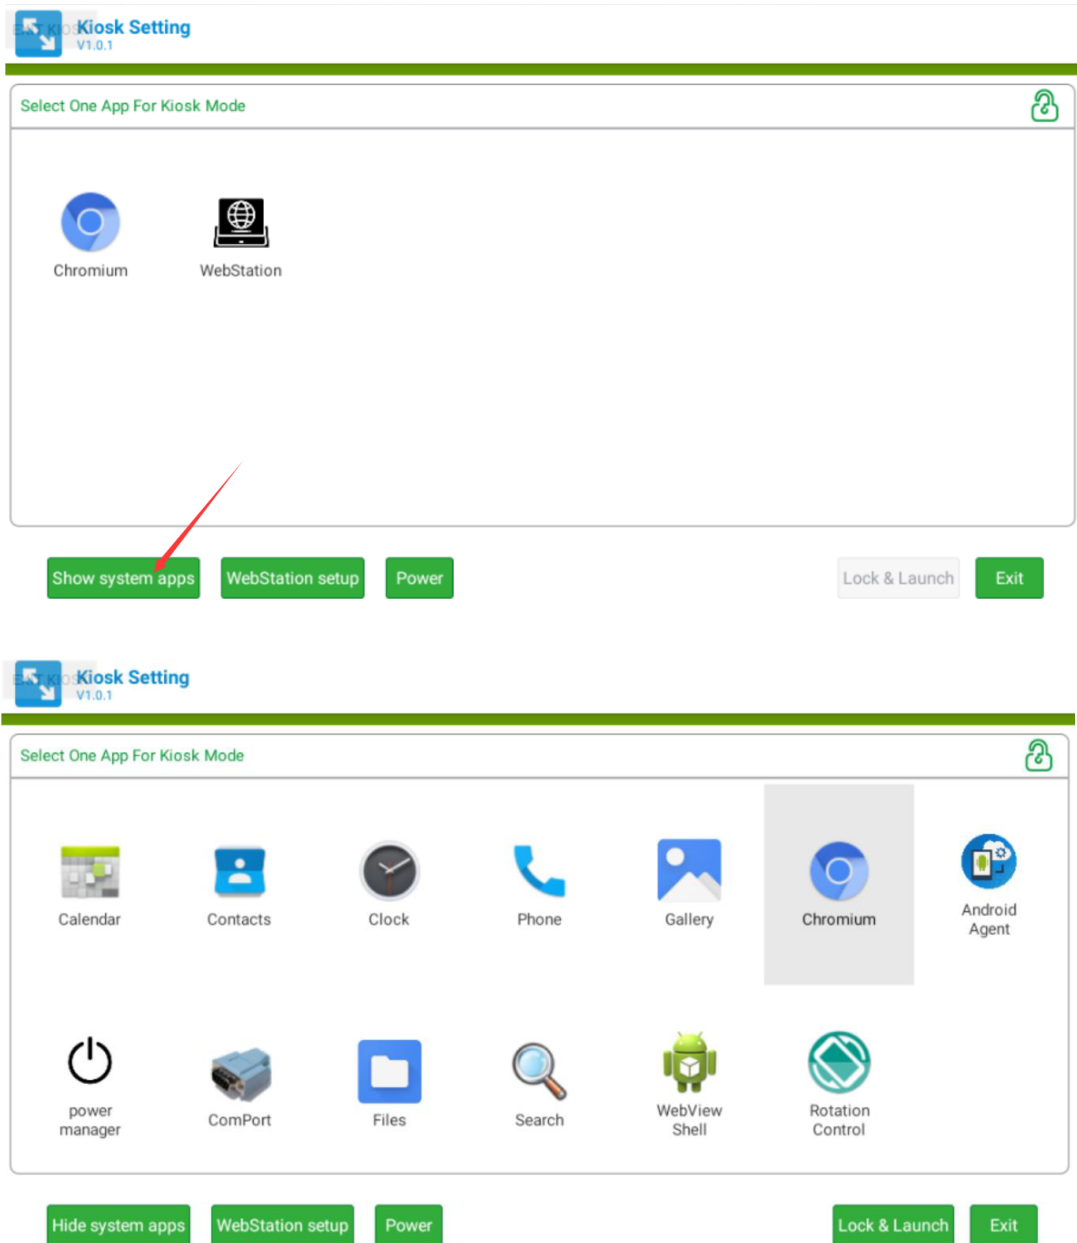 EXIT KIOSK
Kiosk Setting
V1.0.1
Select One App For Kiosk Mode
Chromium
WebStation
Show system apps
WebStation setup
Power
Lock & Launch
Exit
Kiosk Setting
V1.0.1
Select One App For Kiosk Mode
Calendar
Contacts
Clock
Phone
Gallery
Chromium
Android
Agent
power
manager
ComPort
Files
Search
WebView
Shell
Rotation
Control
Hide system apps
WebStation setup
Power
Lock & Launch
Exit